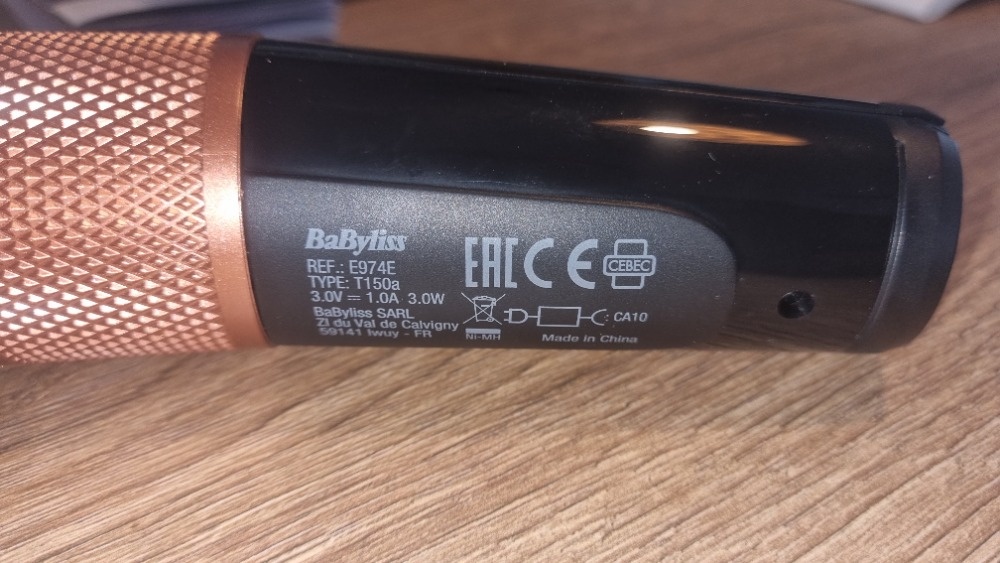 BaByliss
REF.: E974E
TYPE: T150a
3.0V ⎓ 1.0A 3.0W
BaByliss SARL
ZI du Val de Calvigny
59141 Iwuy - FR
EAC CE CEBEC
CA10
NI-MH
Made in China